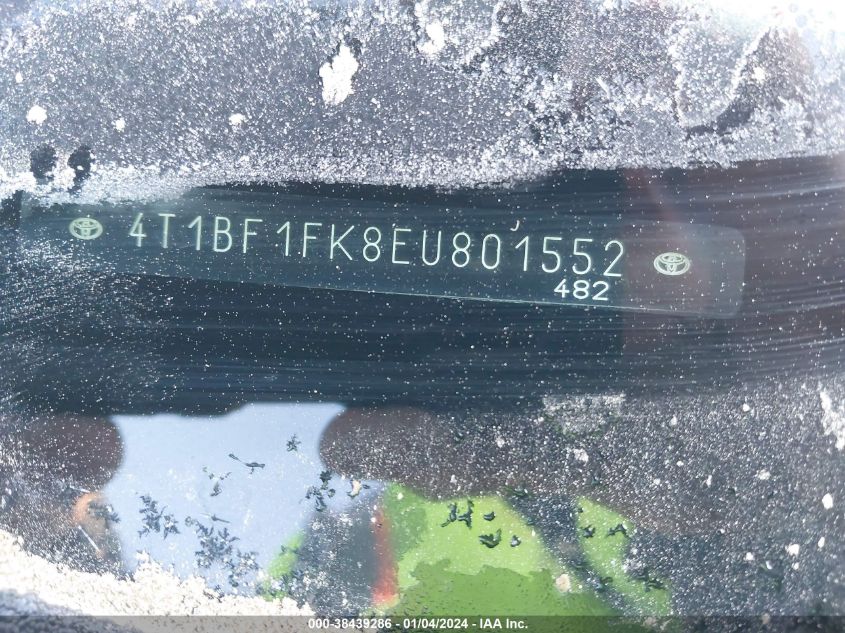 4T1BF1FK8EU801552
482
000-38439286 - 01/04/2024 - IAA Inc.